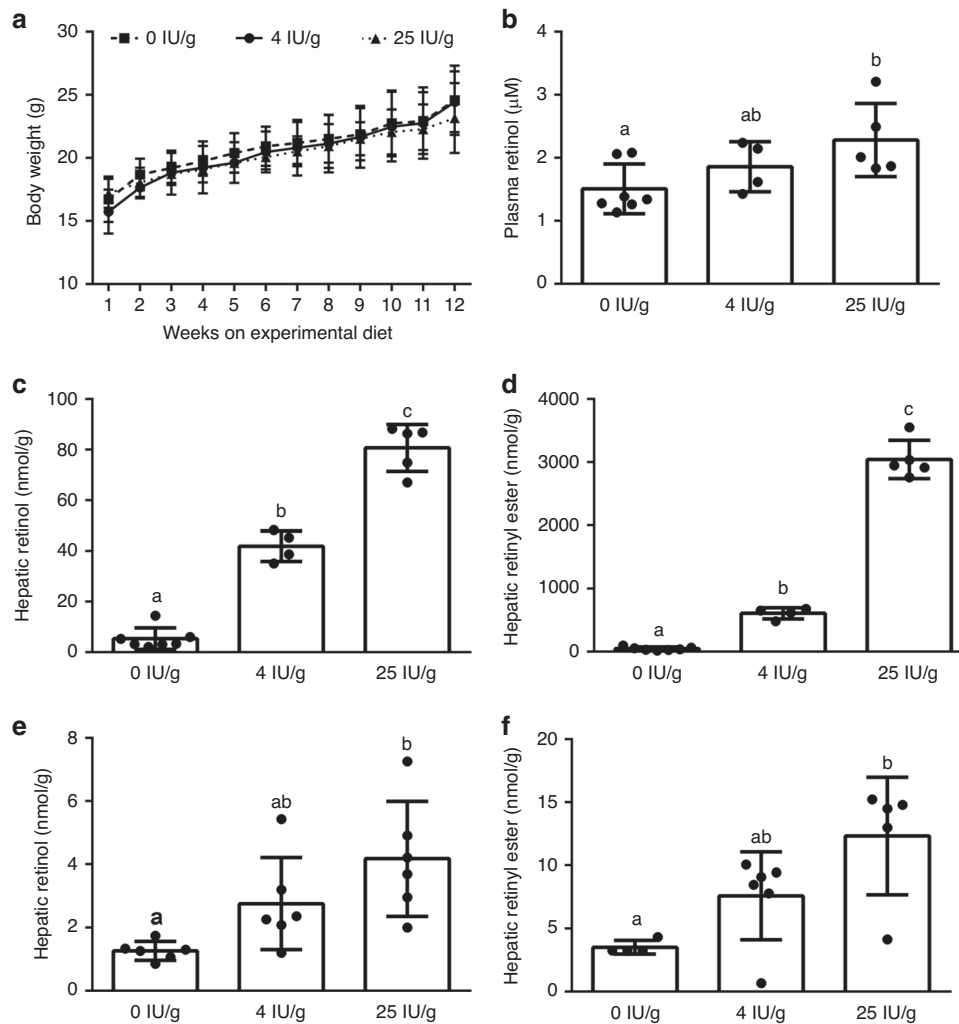 a
0 IU/g 4 IU/g 25 IU/g
30
25
20
15
10
Body weight (g)
1 2 3 4 5 6 7 8 9 10 11 12
Weeks on experimental diet
b
4
3
2
1
0
Plasma retinol (μM)
a
ab
b
0 IU/g 4 IU/g 25 IU/g
c
100
80
60
40
20
0
Hepatic retinol (nmol/g)
a
b
c
0 IU/g 4 IU/g 25 IU/g
d
4000
3000
2000
1000
0
Hepatic retinyl ester (nmol/g)
a
b
c
0 IU/g 4 IU/g 25 IU/g
e
8
6
4
2
0
Hepatic retinol (nmol/g)
a
ab
b
0 IU/g 4 IU/g 25 IU/g
f
20
15
10
5
0
Hepatic retinyl ester (nmol/g)
a
ab
b
0 IU/g 4 IU/g 25 IU/g